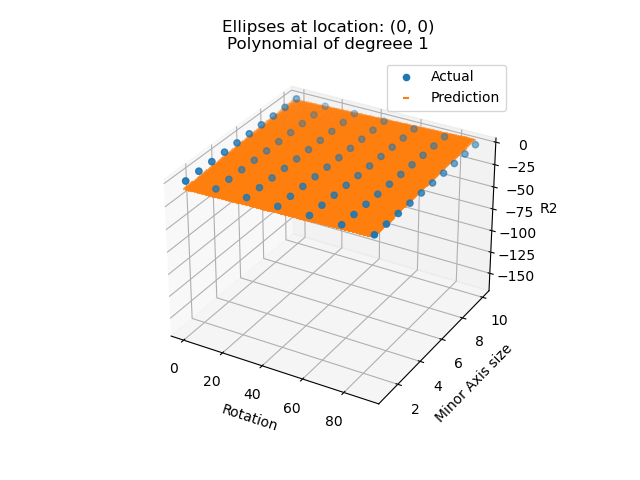 Ellipses at location: (0, 0)
Polynomial of degreee 1
Actual
Prediction
0
−25
−50
−75
−100
−125
−150
R2
0
20
40
60
80
Rotation
2
4
6
8
10
Minor Axis size